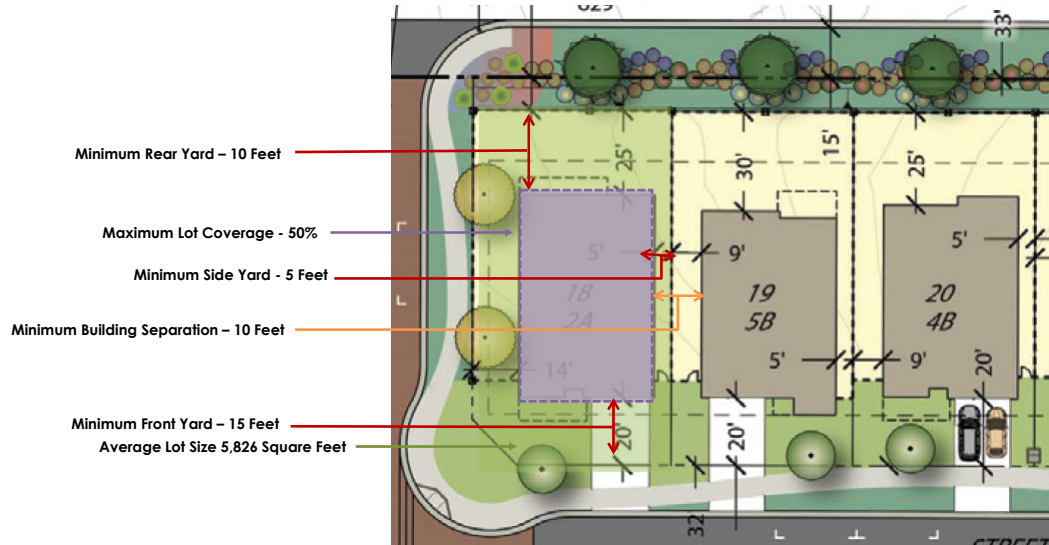 629
33'
Minimum Rear Yard – 10 Feet
25'
30'
15'
25'
Maximum Lot Coverage - 50%
5'
9'
5'
Minimum Side Yard - 5 Feet
18
2A
19
5B
20
4B
Minimum Building Separation – 10 Feet
14'
5'
9'
20'
Minimum Front Yard – 15 Feet
20'
20'
Average Lot Size 5,826 Square Feet
32'
STREET